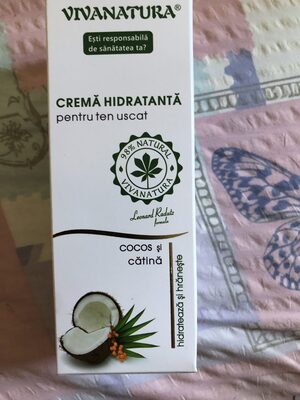 VIVANATURA®
Ești responsabilă
de sănătatea ta?
CREMĂ HIDRATANTĂ
pentru ten uscat
98% NATURAL
VIVANATURA
Leonard Radutz
formula
cocos și
cătină
hidratează și hrănește